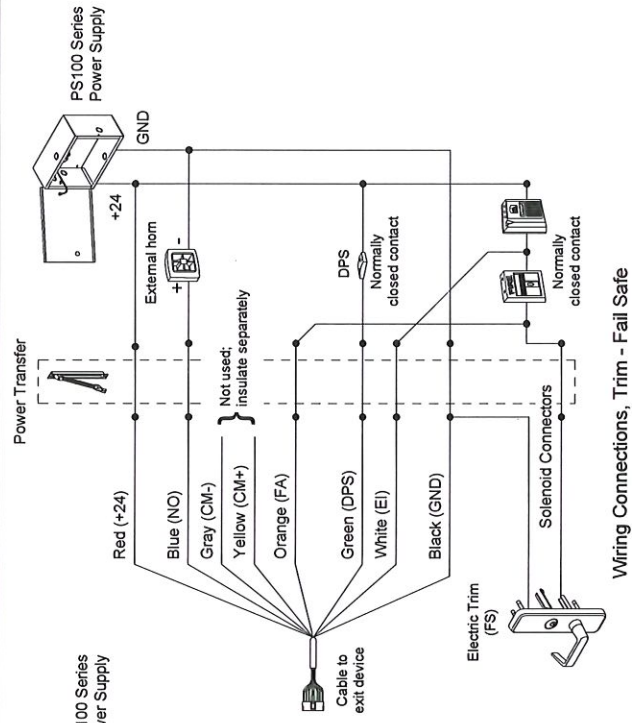 PS100 Series
Power Supply
GND
+24
External horn
+
-
DPS
Normally
closed contact
Normally
closed contact
Power Transfer
Not used;
insulate separately
Red (+24)
Blue (NO)
Gray (CM-)
Yellow (CM+)
Orange (FA)
Green (DPS)
White (EI)
Black (GND)
Solenoid Connectors
Electric Trim
(FS)
Cable to
exit device
100 Series
wer Supply
Wiring Connections, Trim - Fail Safe